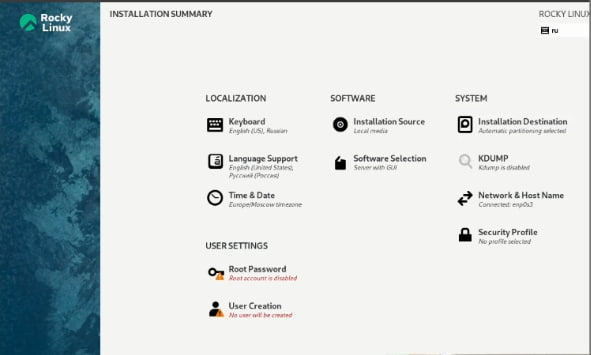 Rocky
Linux
INSTALLATION SUMMARY
ROCKY LINUX
ru
LOCALIZATION
Keyboard
English (US), Russian
Language Support
English (United States),
Русский (Россия)
Time & Date
Europe/Moscow timezone
SOFTWARE
Installation Source
Local media
Software Selection
Server with GUI
SYSTEM
Installation Destination
Automatic partitioning selected
KDUMP
Kdump is disabled
Network & Host Name
Connected: enp0s3
Security Profile
No profile selected
USER SETTINGS
Root Password
Root account is disabled
User Creation
No user will be created